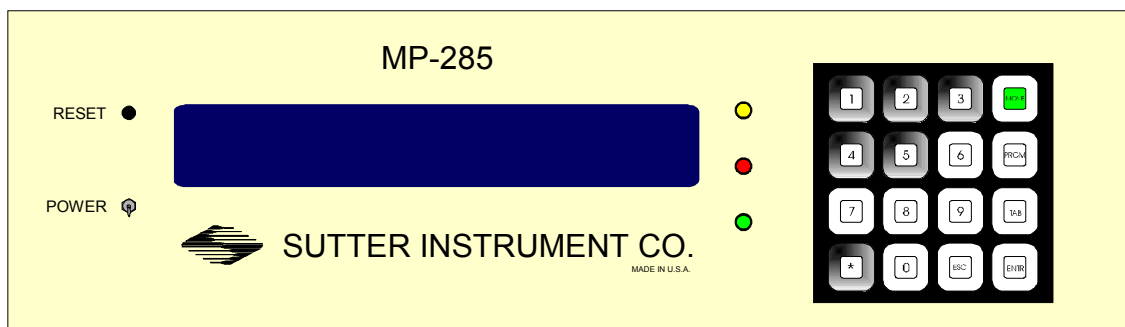 MP-285
RESET
POWER
SUTTER INSTRUMENT CO.
MADE IN U.S.A.
1 2 3 MOVE
4 5 6 PRGM
7 8 9 TAB
* 0 ESC ENTR